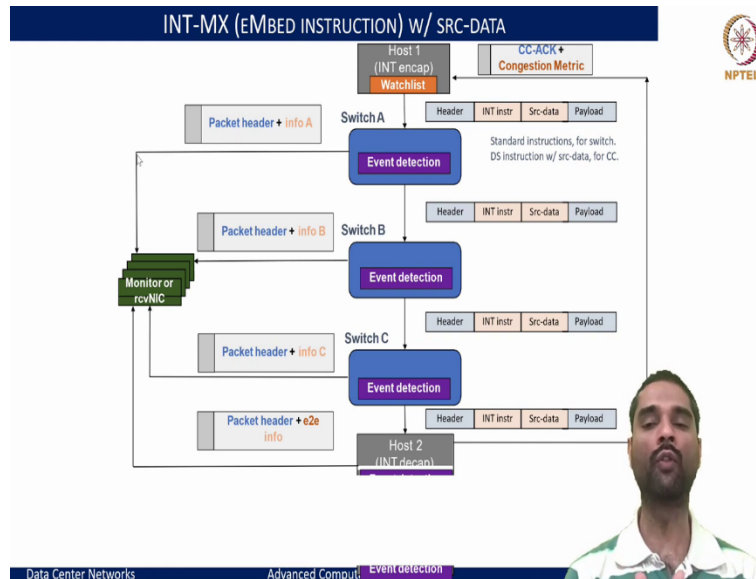 INT-MX (EMBED INSTRUCTION) W/ SRC-DATA
NPTEL
Host 1
(INT encap)
Watchlist
CC-ACK +
Congestion Metric
Header INT instr Src-data Payload
Packet header + info A
Switch A
Event detection
Standard instructions, for switch.
DS instruction w/ src-data, for CC.
Header INT instr Src-data Payload
Packet header + info B
Switch B
Event detection
Monitor or
rcvNIC
Header INT instr Src-data Payload
Packet header + info C
Switch C
Event detection
Packet header + e2e
info
Header INT instr Src-data Payload
Host 2
(INT decap)
Data Center Networks
Event detection